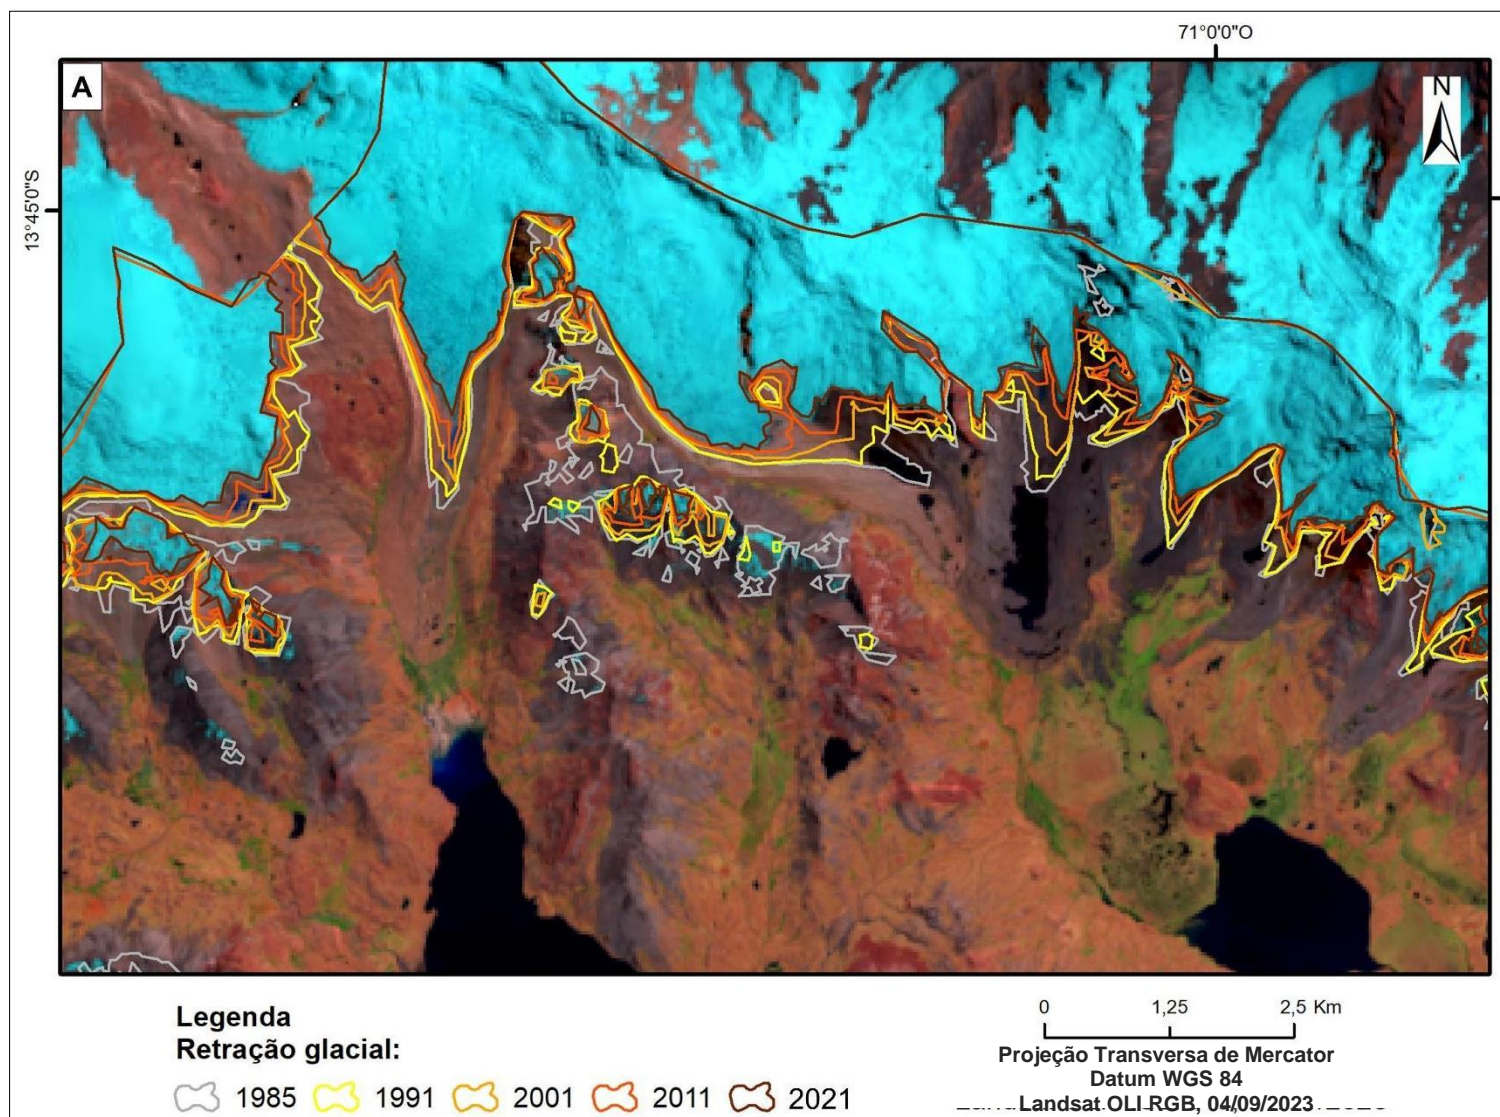 71°0'0"O
A
N
13°45'0"S
Legenda
Retração glacial:
1985
1991
2001
2011
2021
0
1,25
2,5 Km
Projeção Transversa de Mercator
Datum WGS 84
Landsat OLI RGB, 04/09/2023